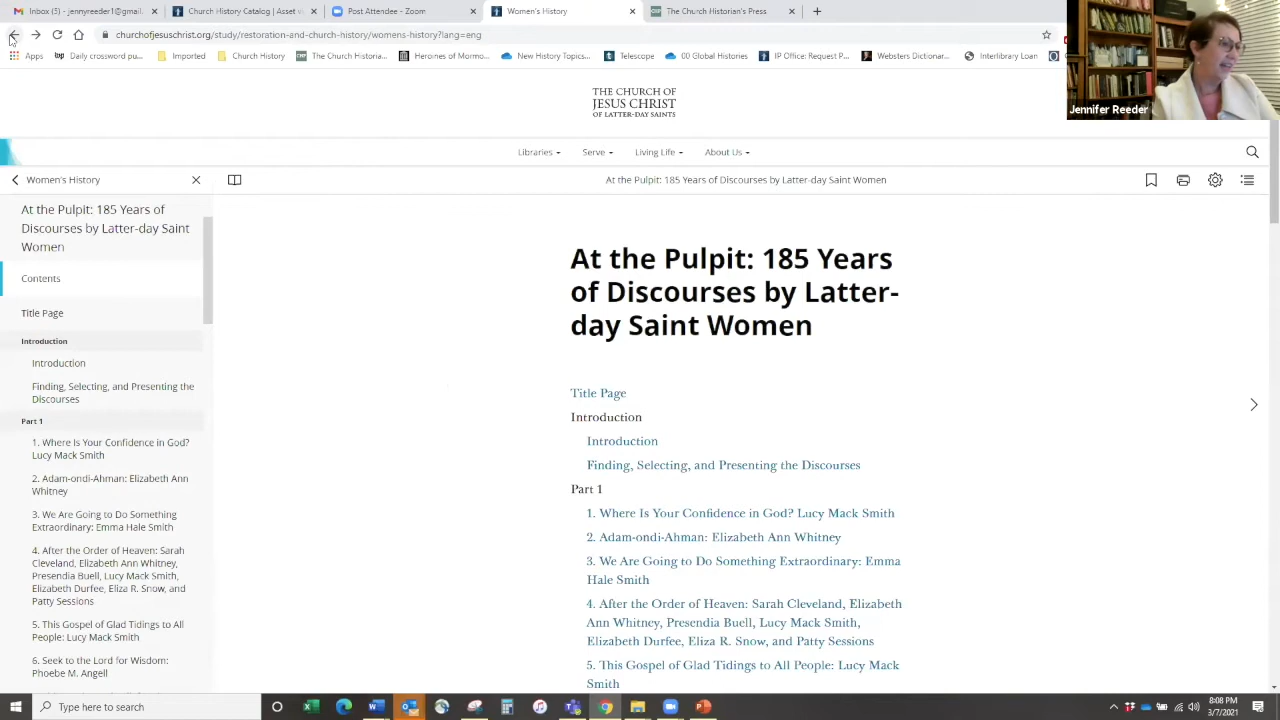 Inbox (5) - jennyreeder1@gmail.com
Church History Catalog | Asset v
Post Attendee - Zoom
Women's History
The Church Historian's Press
churchofjesuschrist.org/study/restoration-and-church-history/womens-history?lang=eng
Apps
Daily crossword pu...
Imported
Church History
CHC
The Church Histori...
Heroines of Mormo...
New History Topics...
Telescope
00 Global Histories
IP Office: Request P...
Websters Dictionar...
Interlibrary Loan
Jennifer Reeder
THE CHURCH OF
JESUS CHRIST
OF LATTER-DAY SAINTS
Libraries
Serve
Living Life
About Us
Women's History
At the Pulpit: 185 Years of Discourses by Latter-day Saint Women
At the Pulpit: 185 Years of
Discourses by Latter-day Saint
Women
Contents
Title Page
Introduction
Introduction
Finding, Selecting, and Presenting the
Discourses
Part 1
1. Where Is Your Confidence in God?
Lucy Mack Smith
2. Adam-ondi-Ahman: Elizabeth Ann
Whitney
3. We Are Going to Do Something
Extraordinary: Emma Hale Smith
4. After the Order of Heaven: Sarah
Cleveland, Elizabeth Ann Whitney,
Presendia Buell, Lucy Mack Smith,
Elizabeth Durfee, Eliza R. Snow, and
Patty Sessions
5. This Gospel of Glad Tidings to All
People: Lucy Mack Smith
6. Seek to the Lord for Wisdom:
Phoebe M. Angell
At the Pulpit: 185 Years
of Discourses by Latter-
day Saint Women
Title Page
Introduction
Introduction
Finding, Selecting, and Presenting the Discourses
Part 1
1. Where Is Your Confidence in God? Lucy Mack Smith
2. Adam-ondi-Ahman: Elizabeth Ann Whitney
3. We Are Going to Do Something Extraordinary: Emma
Hale Smith
4. After the Order of Heaven: Sarah Cleveland, Elizabeth
Ann Whitney, Presendia Buell, Lucy Mack Smith,
Elizabeth Durfee, Eliza R. Snow, and Patty Sessions
5. This Gospel of Glad Tidings to All People: Lucy Mack
Smith
Type here to search
8:08 PM
3/7/2021